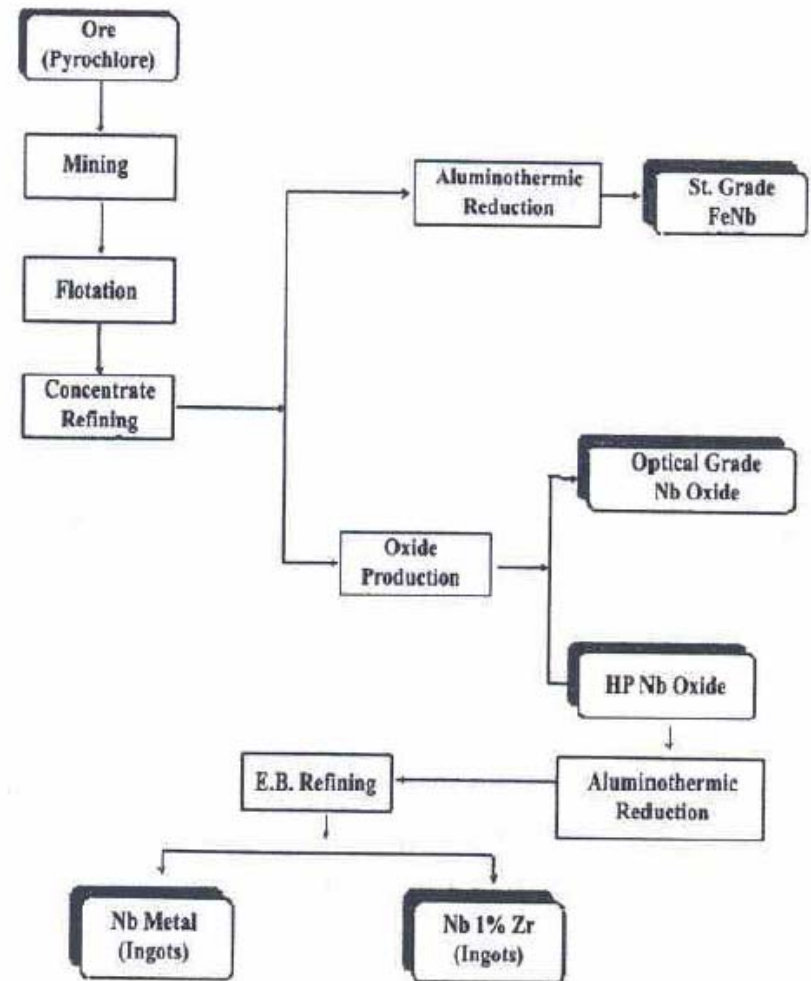 Ore
(Pyrochlore)
Mining
Flotation
Concentrate
Refining
Aluminothermic
Reduction
St. Grade
FeNb
Optical Grade
Nb Oxide
Oxide
Production
HP Nb Oxide
E.B. Refining
Aluminothermic
Reduction
Nb Metal
(Ingots)
Nb 1% Zr
(Ingots)